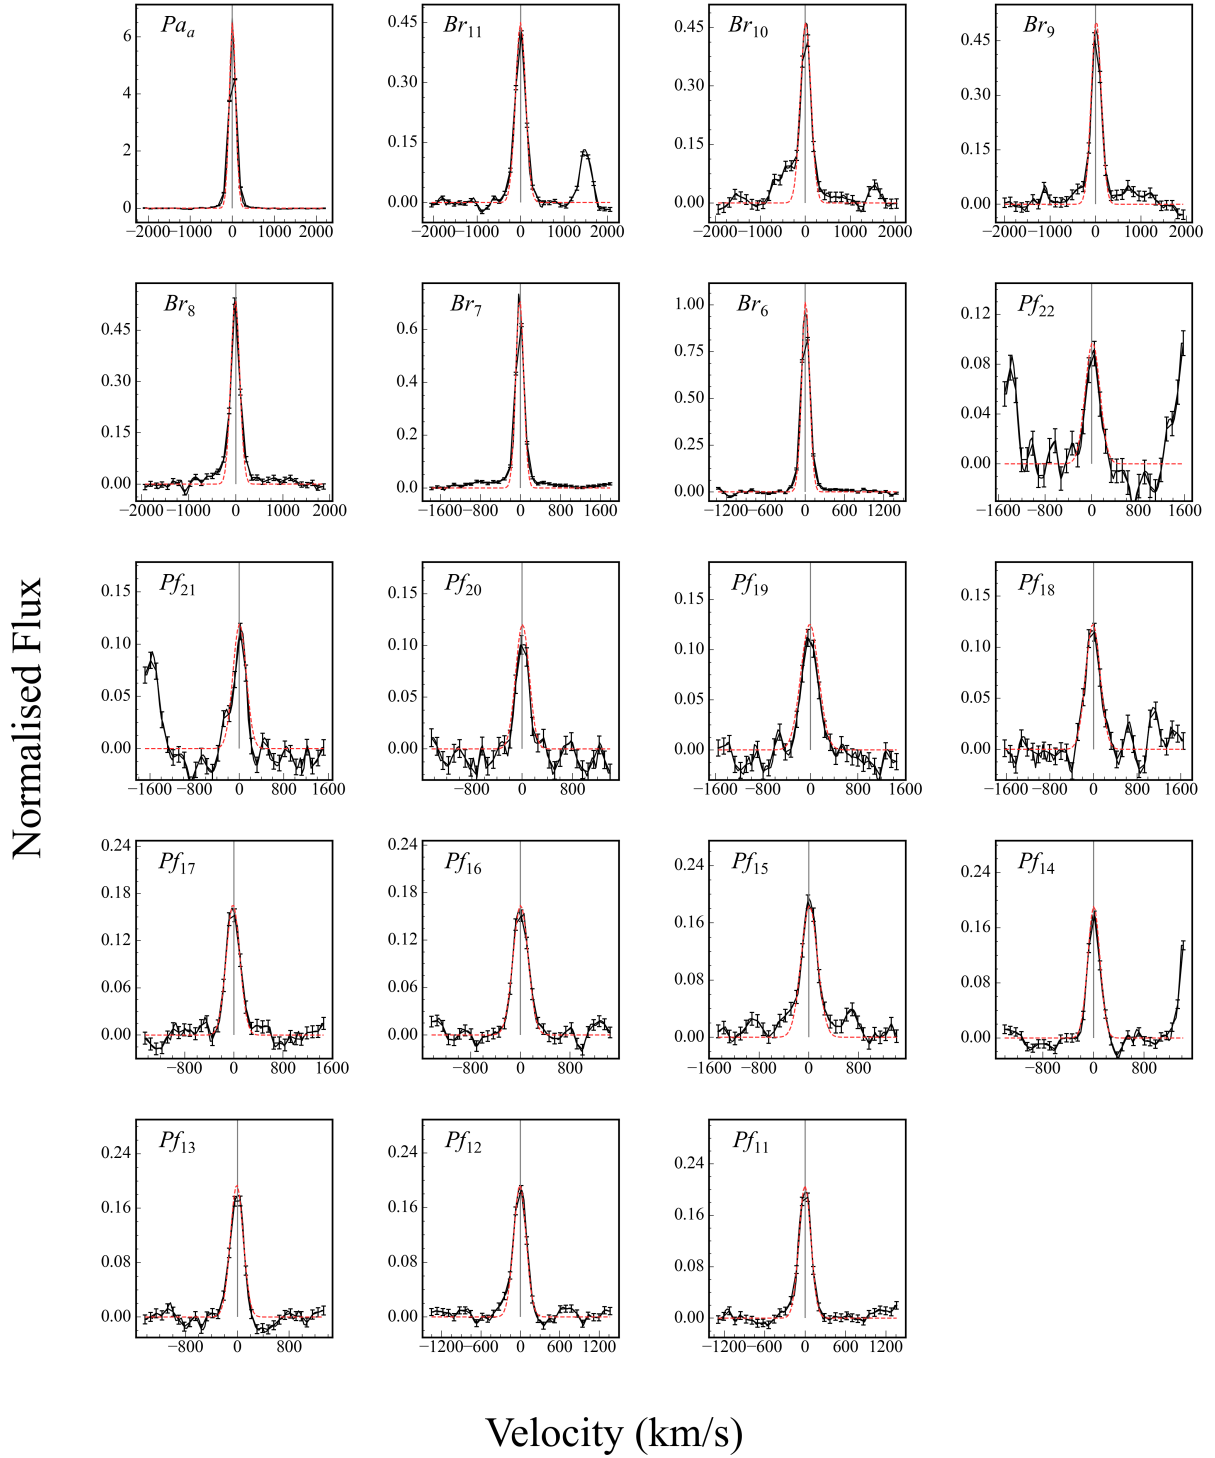 Pa_a
6
4
2
0
−2000 −1000 0 1000 2000
Br_11
0.45
0.30
0.15
0.00
−2000 −1000 0 1000 2000
Br_10
0.45
0.30
0.15
0.00
−2000 −1000 0 1000 2000
Br_9
0.45
0.30
0.15
0.00
−2000 −1000 0 1000 2000
Br_8
0.45
0.30
0.15
0.00
−2000 −1000 0 1000 2000
Br_7
0.6
0.4
0.2
0.0
−1600 −800 0 800 1600
Br_6
1.00
0.75
0.50
0.25
0.00
−1200 −600 0 600 1200
Pf_22
0.12
0.08
0.04
0.00
−1600 −800 0 800 1600
Pf_21
0.15
0.10
0.05
0.00
−1600 −800 0 800 1600
Pf_20
0.15
0.10
0.05
0.00
−800 0 800
Pf_19
0.15
0.10
0.05
0.00
−1600 −800 0 800 1600
Pf_18
0.15
0.10
0.05
0.00
−1600 −800 0 800 1600
Pf_17
0.24
0.18
0.12
0.06
0.00
−800 0 800 1600
Pf_16
0.24
0.18
0.12
0.06
0.00
−800 0 800
Pf_15
0.24
0.16
0.08
0.00
−1600 −800 0 800
Pf_14
0.24
0.16
0.08
0.00
−800 0 800
Pf_13
0.24
0.16
0.08
0.00
−800 0 800
Pf_12
0.24
0.16
0.08
0.00
−1200 −600 0 600 1200
Pf_11
0.24
0.16
0.08
0.00
−1200 −600 0 600 1200
Normalised Flux
Velocity (km/s)